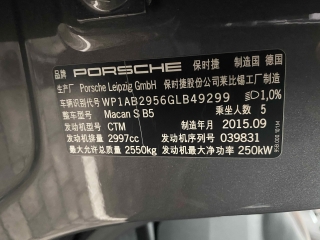 品牌 PORSCHE 保时捷 制造国 德国
生产厂 Porsche Leipzig GmbH 保时捷股份公司莱比锡工厂制造
车辆识别代号 WP1AB2956GLB49299 1,0%
整车型号 Macan S B5 乘坐人数 5
发动机型号 CTM 制造年月 2015.09
发动机排量 2997cc 发动机序列号 039831
最大允许总质量 2550kg 发动机最大净功率 250kW